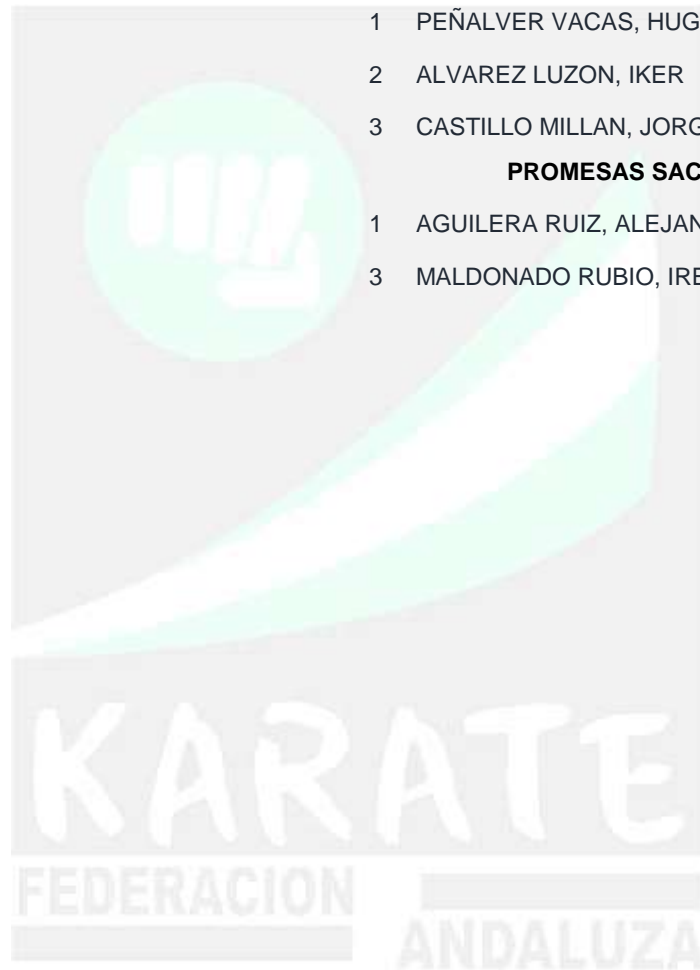 1 PEÑALVER VACAS, HUG
2 ALVAREZ LUZON, IKER
3 CASTILLO MILLAN, JORG
PROMESAS SAC
1 AGUILERA RUIZ, ALEJAN
3 MALDONADO RUBIO, IRE
KARATE
FEDERACION
ANDALUZA